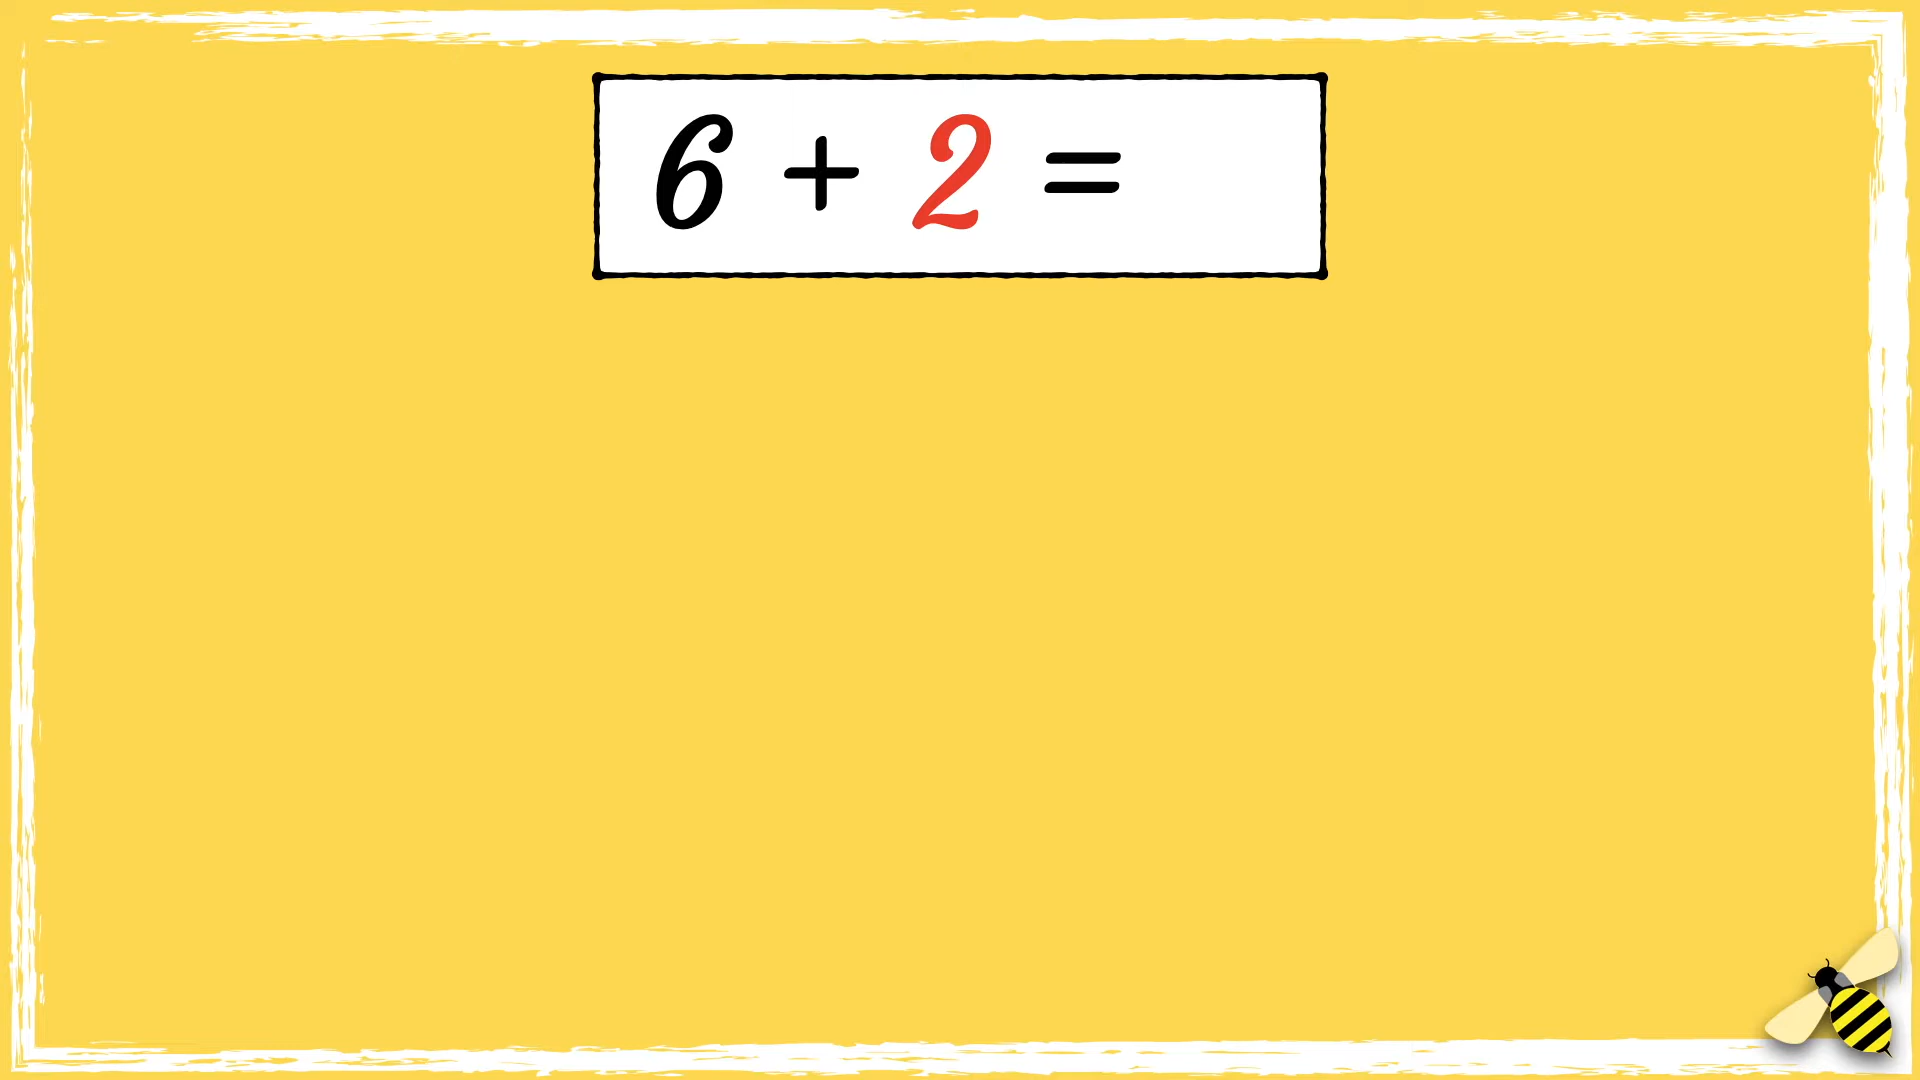 6 + 2 =